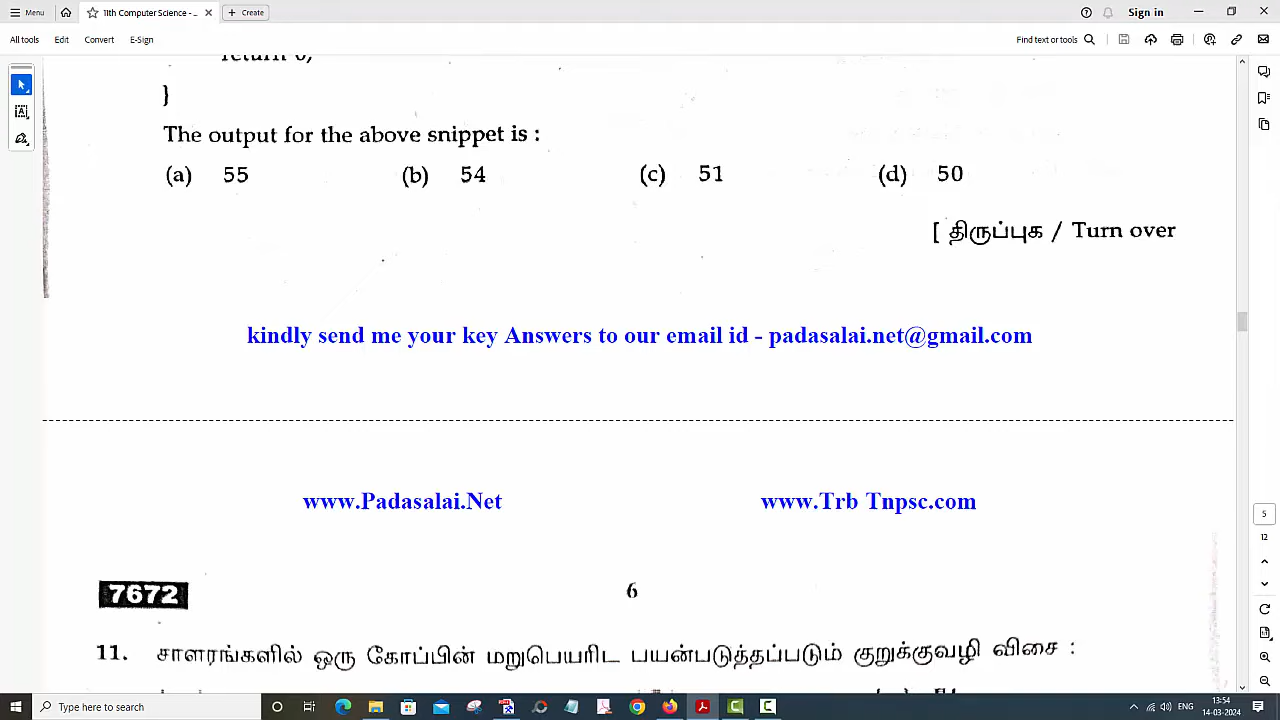 Menu
11th Computer Science - ...
Create
Sign in
All tools
Edit
Convert
E-Sign
Find text or tools
}
The output for the above snippet is :
(a) 55 (b) 54 (c) 51 (d) 50
[ திருப்புக / Turn over
kindly send me your key Answers to our email id - padasalai.net@gmail.com
www.Padasalai.Net www.Trb Tnpsc.com
5
12
7672 6
11. சாளரங்களில் ஒரு கோப்பின் மறுபெயரிட பயன்படுத்தப்படும் குறுக்குவழி விசை :
Type here to search
ENG
13:54
14-03-2024